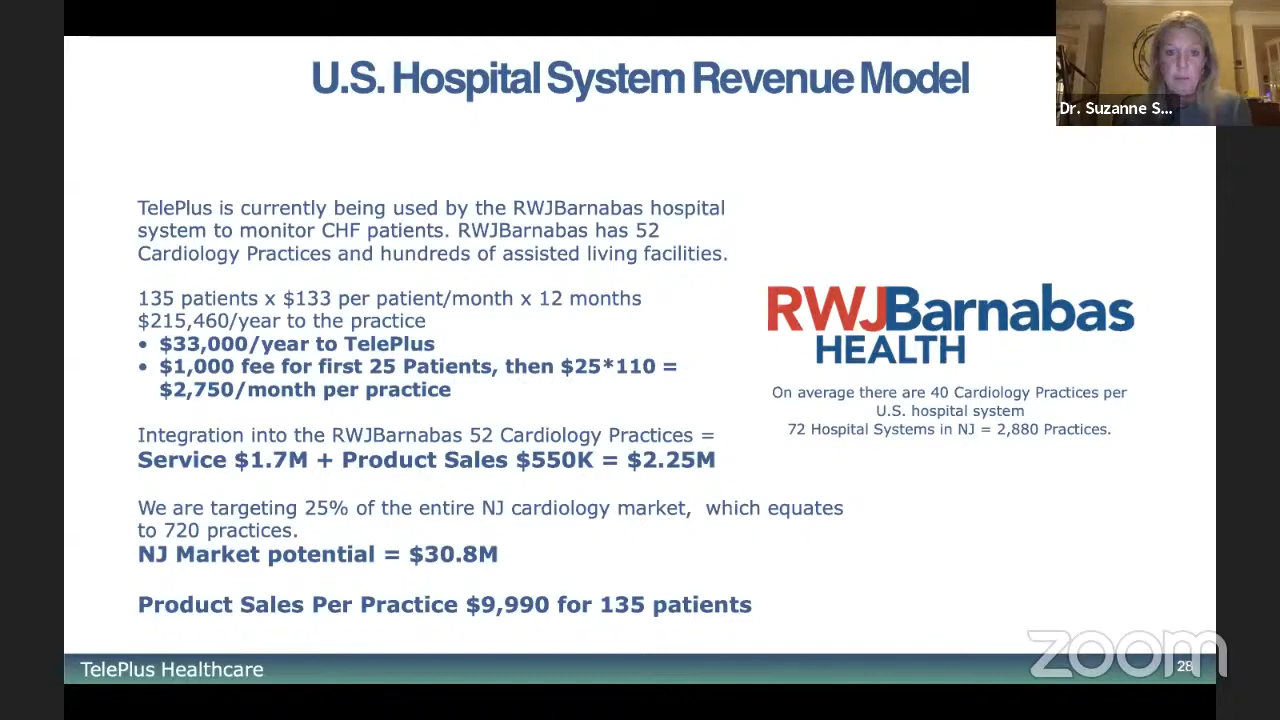 U.S. Hospital System Revenue Model
Dr. Suzanne S...
TelePlus is currently being used by the RWJBarnabas hospital
system to monitor CHF patients. RWJBarnabas has 52
Cardiology Practices and hundreds of assisted living facilities.
135 patients x $133 per patient/month x 12 months
$215,460/year to the practice
• $33,000/year to TelePlus
• $1,000 fee for first 25 Patients, then $25*110 =
$2,750/month per practice
Integration into the RWJBarnabas 52 Cardiology Practices =
Service $1.7M + Product Sales $550K = $2.25M
We are targeting 25% of the entire NJ cardiology market, which equates
to 720 practices.
NJ Market potential = $30.8M
Product Sales Per Practice $9,990 for 135 patients
RWJBarnabas
HEALTH
On average there are 40 Cardiology Practices per
U.S. hospital system
72 Hospital Systems in NJ = 2,880 Practices.
TelePlus Healthcare
28
zoom